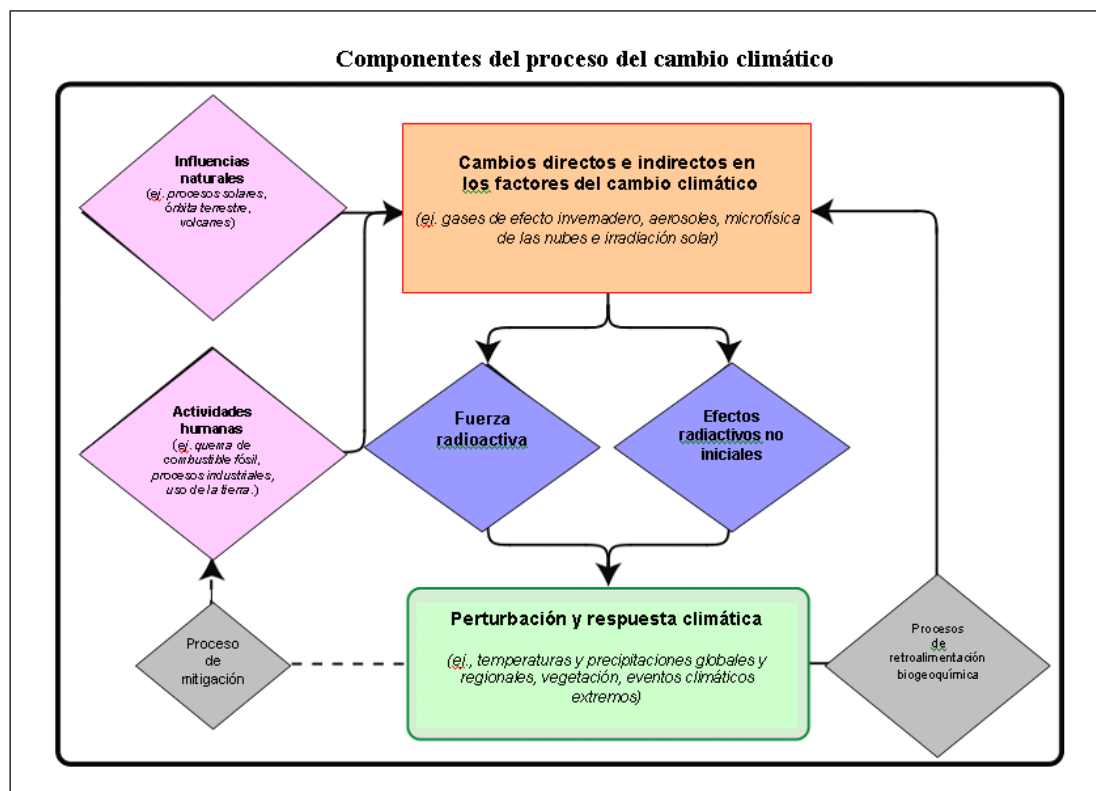 Componentes del proceso del cambio climático
Influencias
naturales
(ej. procesos solares,
órbita terrestre,
volcanes)
Cambios directos e indirectos en
los factores del cambio climático
(ej. gases de efecto invernadero, aerosoles, microfísica
de las nubes e irradiación solar)
Actividades
humanas
(ej. quema de
combustible fósil,
procesos industriales,
uso de la tierra.)
Fuerza
radioactiva
Efectos
radiactivos no
iniciales
Proceso
de
mitigación
Perturbación y respuesta climática
(ej., temperaturas y precipitaciones globales y
regionales, vegetación, eventos climáticos
extremos)
Procesos
de
retroalimentación
biogeoquímica